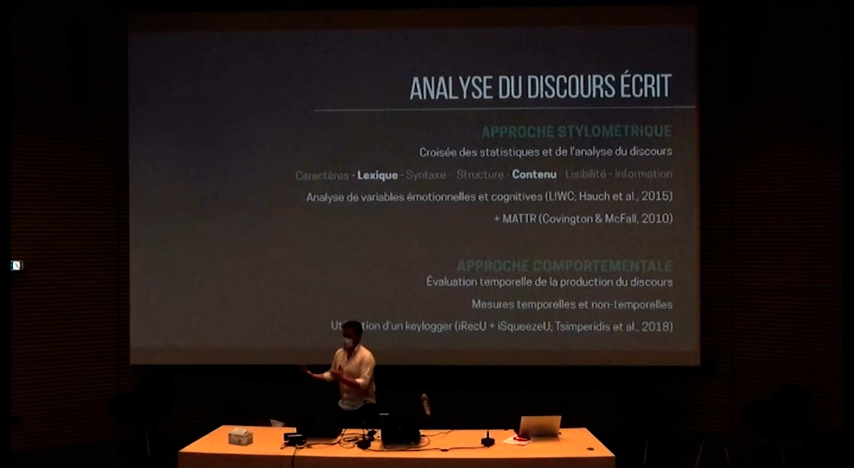 ANALYSE DU DISCOURS ÉCRIT
APPROCHE STYLOMÉTRIQUE
Croisée des statistiques et de l'analyse du discours
Caractères - Lexique - Syntaxe - Structure - Contenu - Lisibilité - Information
Analyse de variables émotionnelles et cognitives (LIWC; Hauch et al., 2015)
+ MATTR (Covington & McFall, 2010)
APPROCHE COMPORTEMENTALE
Évaluation temporelle de la production du discours
Mesures temporelles et non-temporelles
d'un keylogger (iRecU + iSqueezeU, Tsimperidis et al., 2018)